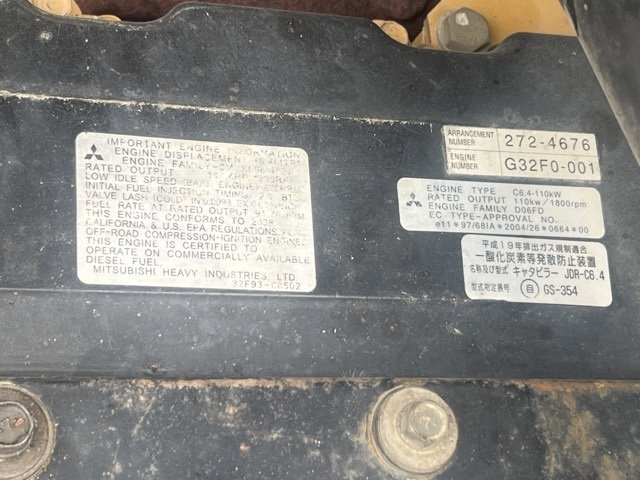 IMPORTANT ENGINE INFORMATION
ENGINE DISPLACEMENT
ENGINE FAMILY
RATED OUTPUT
LOW IDLE SPEED (BARE ENGINE)
INITIAL FUEL INJECTION TIMING
VALVE LASH (COLD
FUEL RATE AT RATED OUTPUT
THIS ENGINE CONFORMS TO
CALIFORNIA & U.S. EPA REGULATIONS FOR
OFF-ROAD COMPRESSION-IGNITION ENGINES
THIS ENGINE IS CERTIFIED TO
OPERATE ON COMMERCIALLY AVAILABLE
DIESEL FUEL.
MITSUBISHI HEAVY INDUSTRIES, LTD.
ARRANGEMENT NUMBER 272-4676
ENGINE NUMBER G32F0-001
ENGINE TYPE C6.4-110kW
RATED OUTPUT 110kw / 1800rpm
ENGINE FAMILY D06FD
EC TYPE-APPROVAL NO.
e11*97/68IA*2004/26*0664*00
平成19年排出ガス規制適合
一酸化炭素等発散防止装置
名称及び型式 キャタピラー JDR-C6.4
型式指定番号 自 GS-354